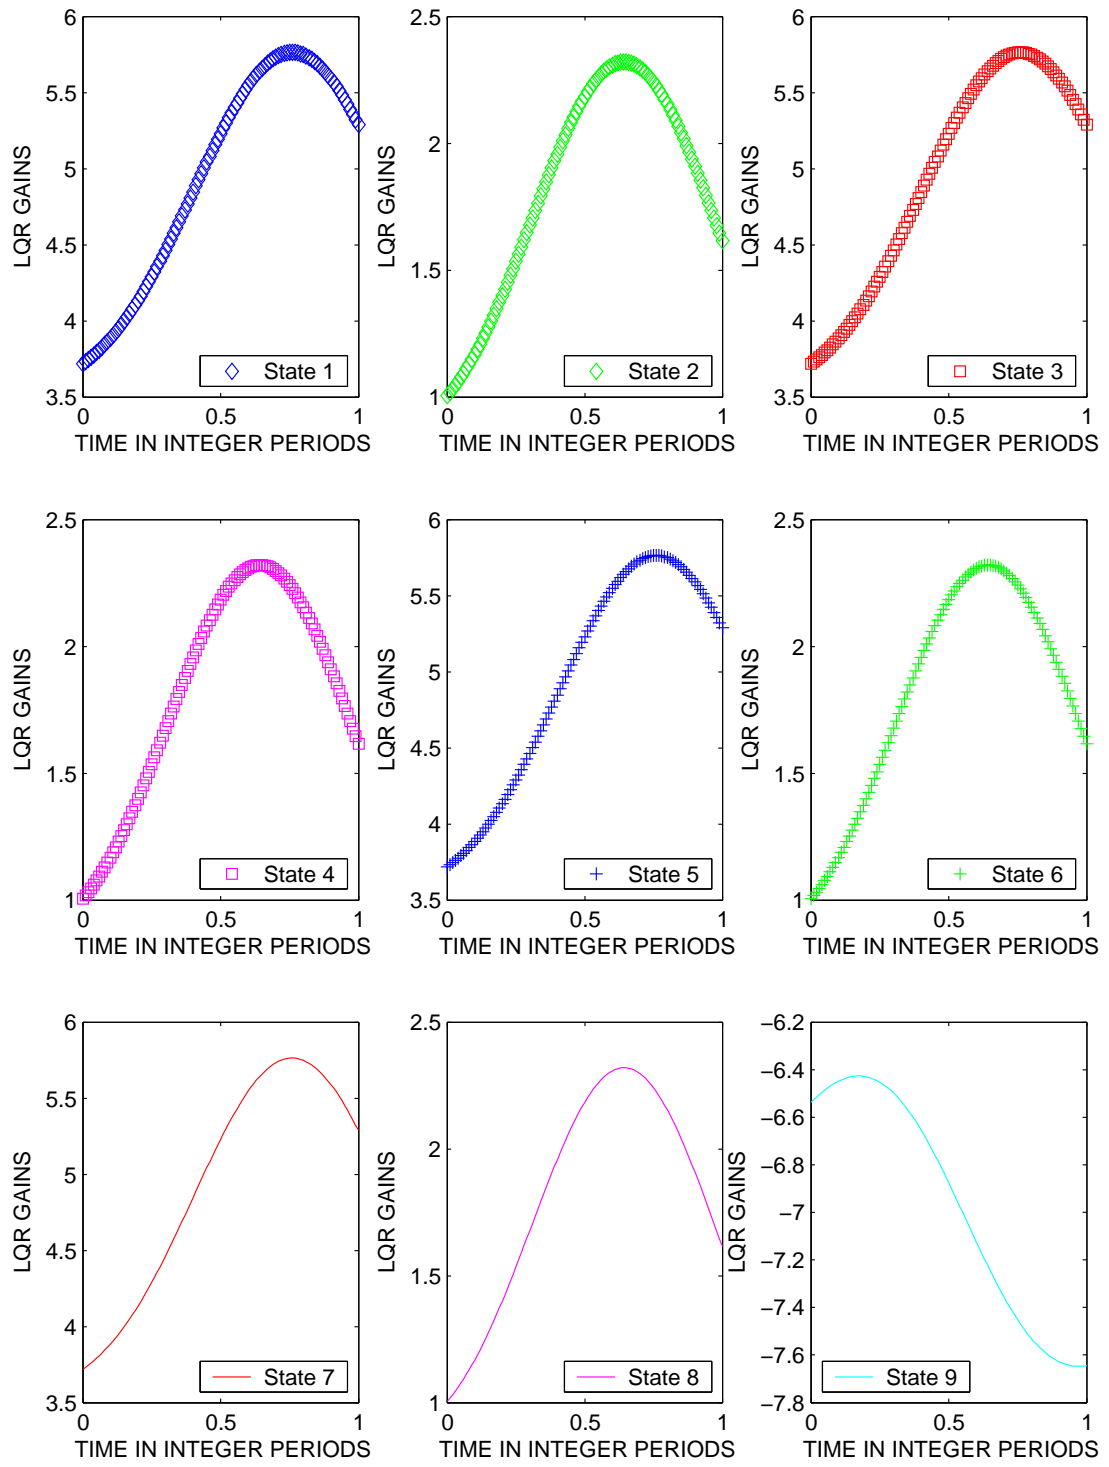 6
5.5
5
4.5
4
3.5
LQR GAINS
State 1
0 0.5 1
TIME IN INTEGER PERIODS
2.5
2
1.5
1
LQR GAINS
State 2
0 0.5 1
TIME IN INTEGER PERIODS
6
5.5
5
4.5
4
3.5
LQR GAINS
State 3
0 0.5 1
TIME IN INTEGER PERIODS
2.5
2
1.5
1
LQR GAINS
State 4
0 0.5 1
TIME IN INTEGER PERIODS
6
5.5
5
4.5
4
3.5
LQR GAINS
State 5
0 0.5 1
TIME IN INTEGER PERIODS
2.5
2
1.5
1
LQR GAINS
State 6
0 0.5 1
TIME IN INTEGER PERIODS
6
5.5
5
4.5
4
3.5
LQR GAINS
State 7
0 0.5 1
TIME IN INTEGER PERIODS
2.5
2
1.5
1
LQR GAINS
State 8
0 0.5 1
TIME IN INTEGER PERIODS
−6.2
−6.4
−6.6
−6.8
−7
−7.2
−7.4
−7.6
−7.8
LQR GAINS
State 9
0 0.5 1
TIME IN INTEGER PERIODS